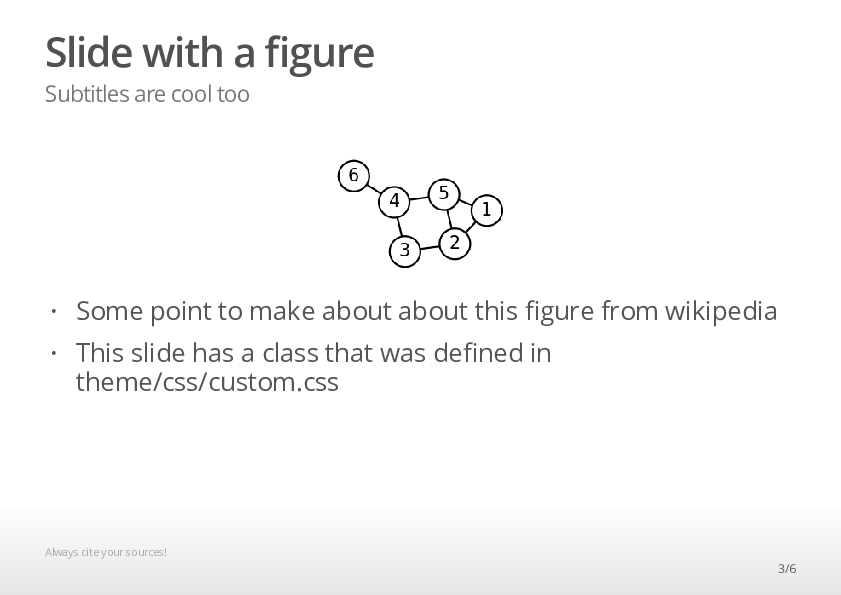 Slide with a figure
Subtitles are cool too
6
5
4
1
2
3
· Some point to make about about this figure from wikipedia
· This slide has a class that was defined in
theme/css/custom.css
Always cite your sources!
3/6